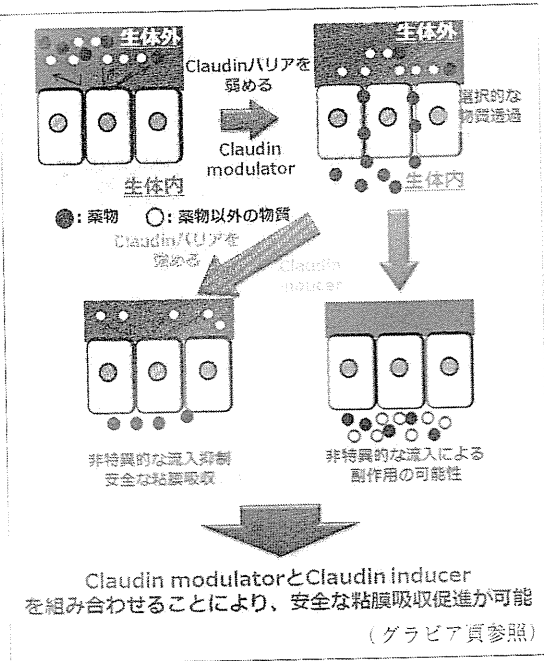 生体外
Claudinバリアを
弱める
Claudin
modulator
生体内
生体外
選択的な
物質透過
生体内
●: 薬物 ○: 薬物以外の物質
Claudinバリアを
強める
Claudin
inducer
非特異的な流入抑制
安全な粘膜吸収
非特異的な流入による
副作用の可能性
Claudin modulatorとClaudin inducer
を組み合わせることにより、安全な粘膜吸収促進が可能
(グラビア頁参照)